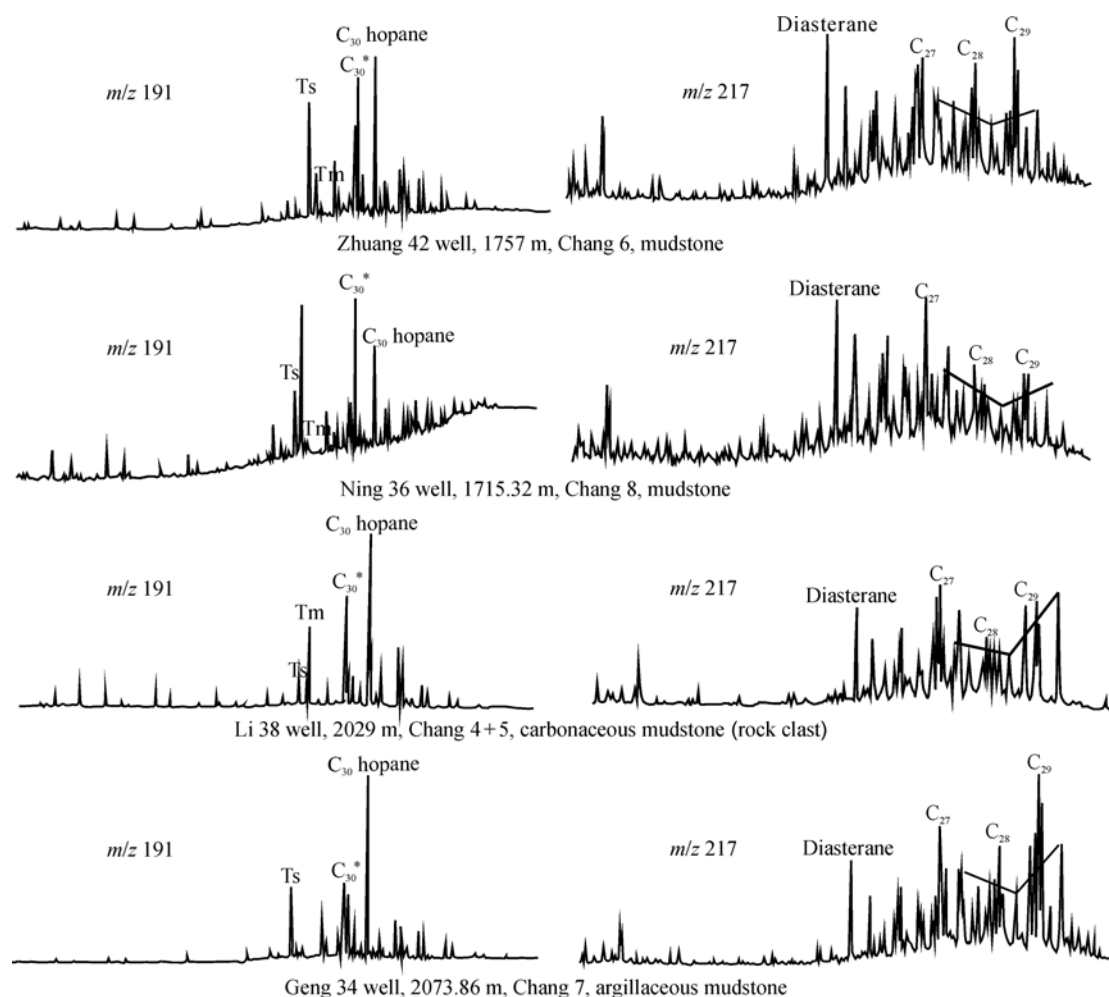 C₃₀ hopane
C₃₀*
Ts
Tm
m/z 191
Diasterane
C₂₇
C₂₈
C₂₉
m/z 217
Zhuang 42 well, 1757 m, Chang 6, mudstone
C₃₀*
C₃₀ hopane
Ts
Tm
m/z 191
Diasterane
C₂₇
C₂₈
C₂₉
m/z 217
Ning 36 well, 1715.32 m, Chang 8, mudstone
C₃₀ hopane
C₃₀*
Tm
Ts
m/z 191
Diasterane
C₂₇
C₂₈
C₂₉
m/z 217
Li 38 well, 2029 m, Chang 4+5, carbonaceous mudstone (rock clast)
C₃₀ hopane
C₃₀*
Ts
m/z 191
Diasterane
C₂₇
C₂₈
C₂₉
m/z 217
Geng 34 well, 2073.86 m, Chang 7, argillaceous mudstone